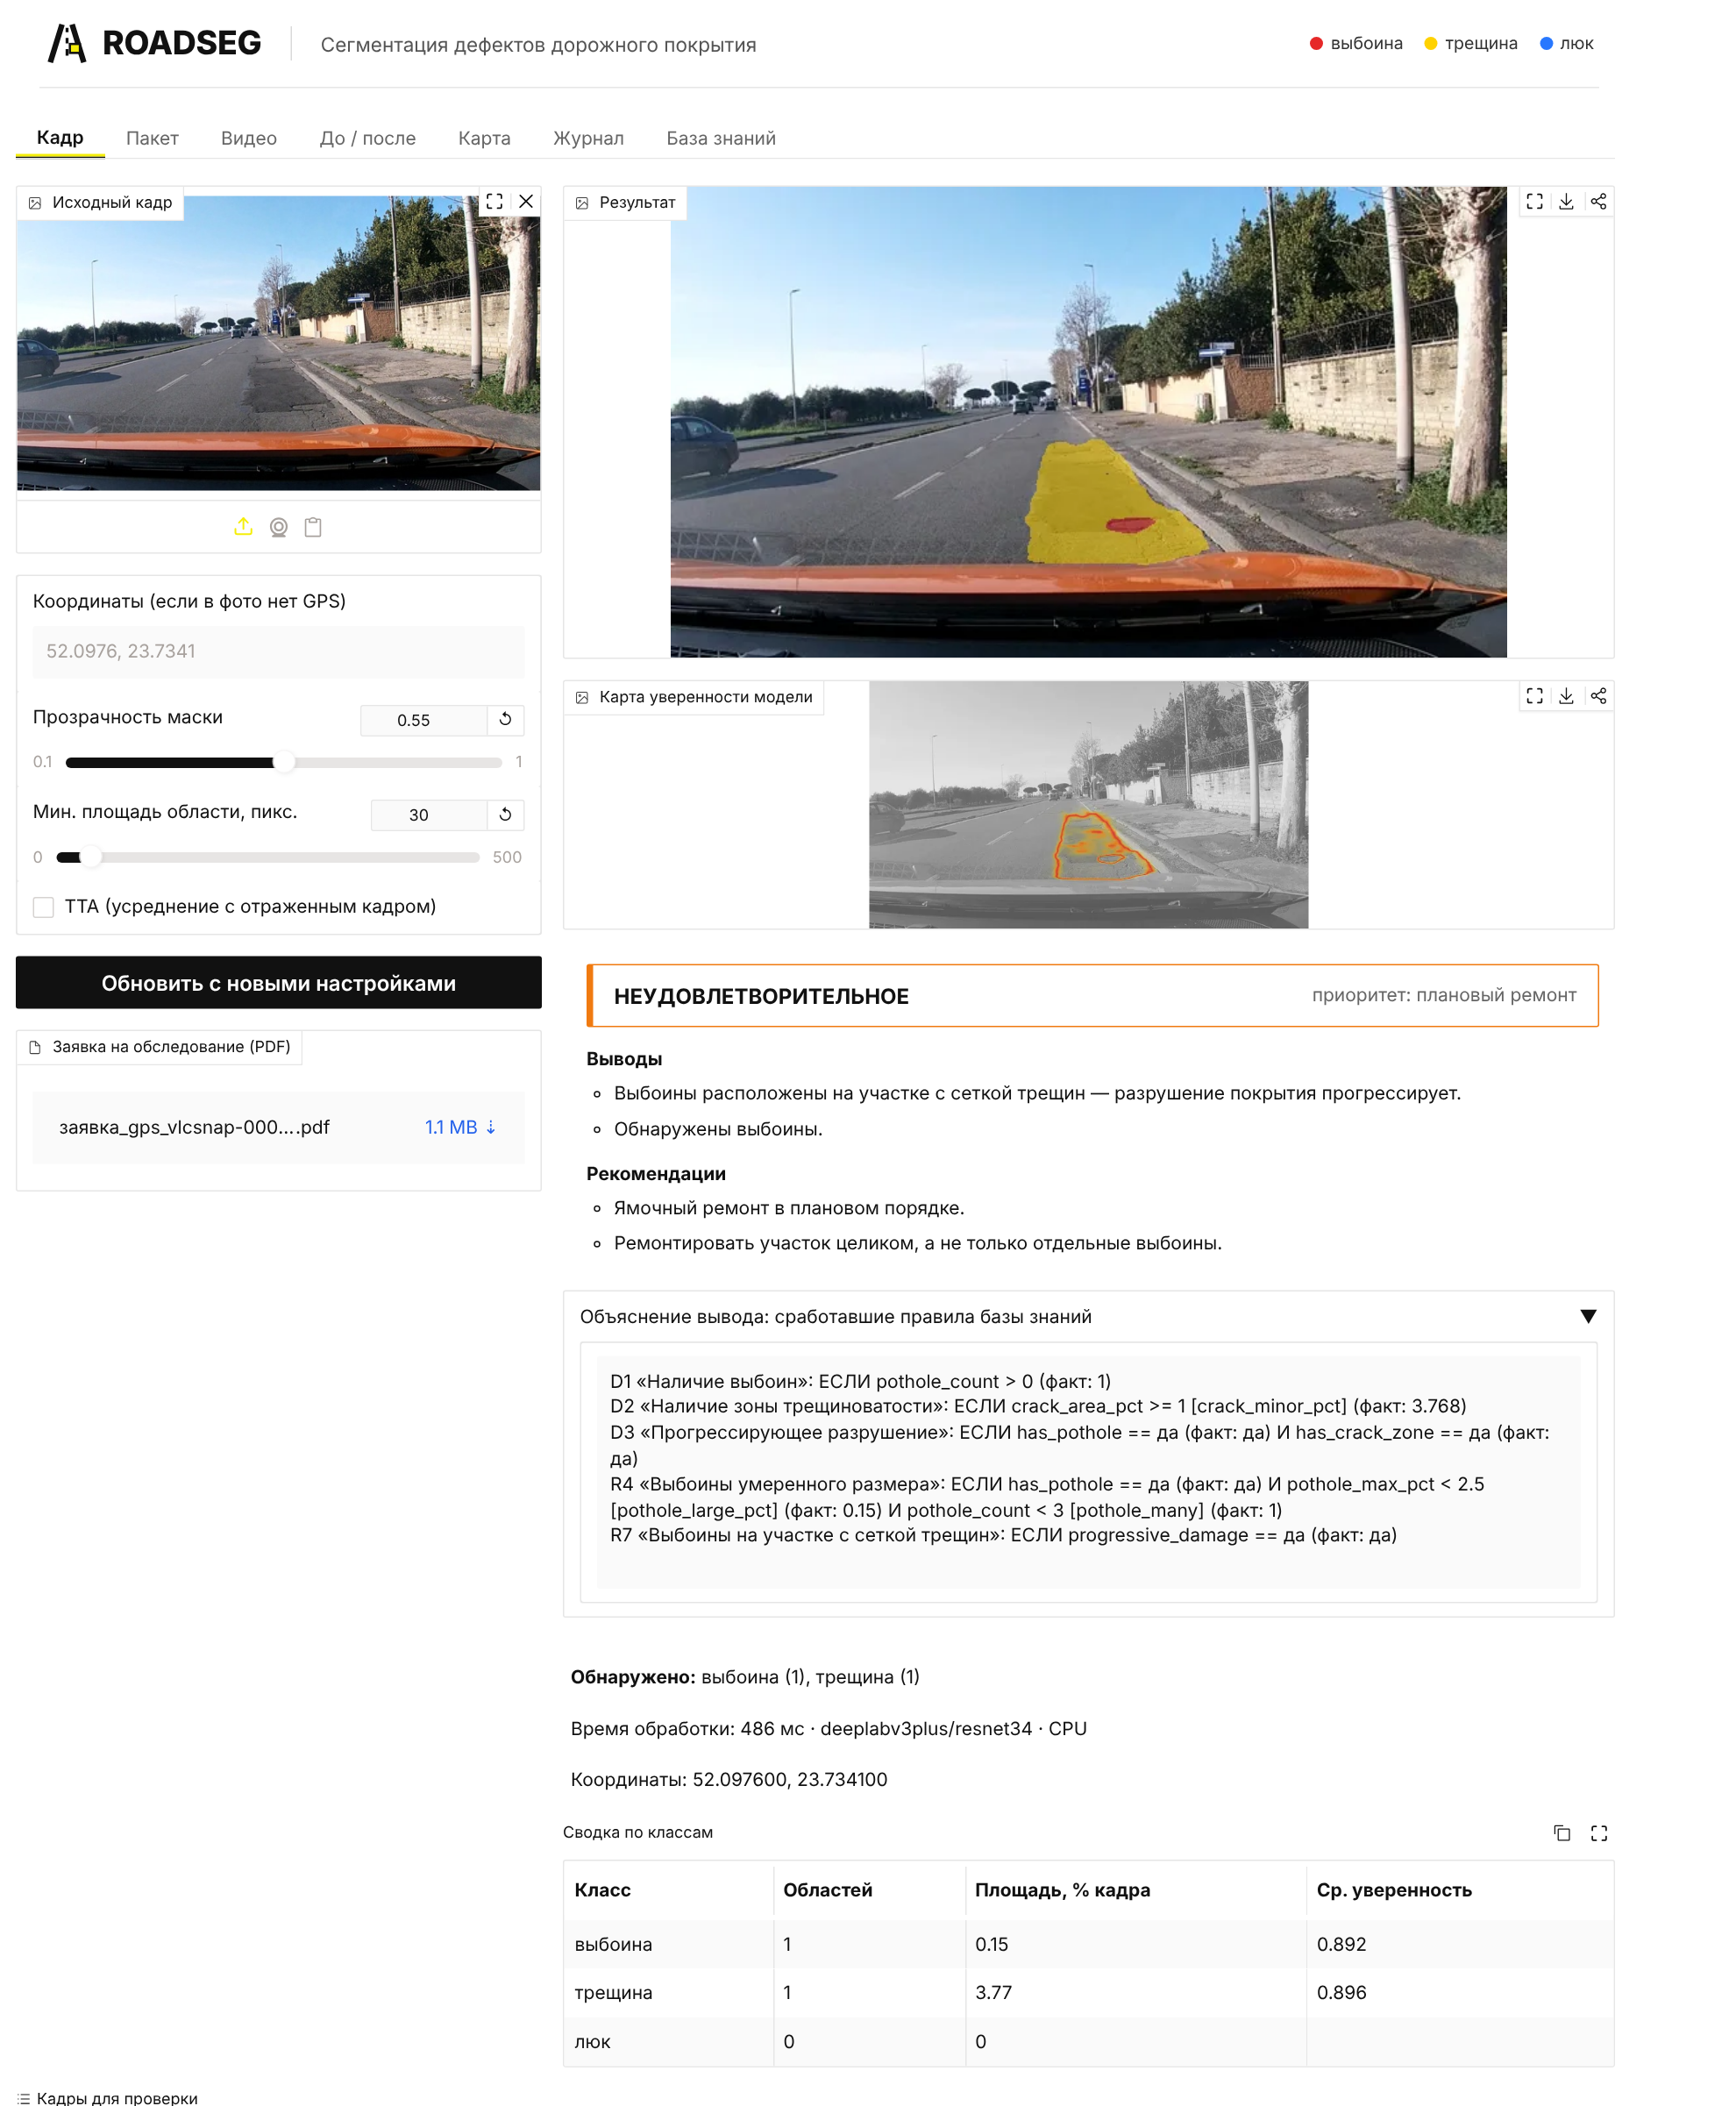 ROADSEG
Сегментация дефектов дорожного покрытия
выбоина
трещина
люк
Кадр
Пакет
Видео
До / после
Карта
Журнал
База знаний
Исходный кадр
Координаты (если в фото нет GPS)
52.0976, 23.7341
Прозрачность маски
0.55
0.1
1
Мин. площадь области, пикс.
30
0
500
TTA (усреднение с отраженным кадром)
Обновить с новыми настройками
Заявка на обследование (PDF)
заявка_gps_vlcsnap-000....pdf
1.1 MB ⇣
Результат
Карта уверенности модели
НЕУДОВЛЕТВОРИТЕЛЬНОЕ
приоритет: плановый ремонт
Выводы
Выбоины расположены на участке с сеткой трещин — разрушение покрытия прогрессирует.
Обнаружены выбоины.
Рекомендации
Ямочный ремонт в плановом порядке.
Ремонтировать участок целиком, а не только отдельные выбоины.
Объяснение вывода: сработавшие правила базы знаний
D1 «Наличие выбоин»: ЕСЛИ pothole_count > 0 (факт: 1)
D2 «Наличие зоны трещиноватости»: ЕСЛИ crack_area_pct >= 1 [crack_minor_pct] (факт: 3.768)
D3 «Прогрессирующее разрушение»: ЕСЛИ has_pothole == да (факт: да) И has_crack_zone == да (факт:
да)
R4 «Выбоины умеренного размера»: ЕСЛИ has_pothole == да (факт: да) И pothole_max_pct < 2.5
[pothole_large_pct] (факт: 0.15) И pothole_count < 3 [pothole_many] (факт: 1)
R7 «Выбоины на участке с сеткой трещин»: ЕСЛИ progressive_damage == да (факт: да)
Обнаружено: выбоина (1), трещина (1)
Время обработки: 486 мс · deeplabv3plus/resnet34 · CPU
Координаты: 52.097600, 23.734100
Сводка по классам
Класс Областей Площадь, % кадра Ср. уверенность
выбоина 1 0.15 0.892
трещина 1 3.77 0.896
люк 0 0
Кадры для проверки